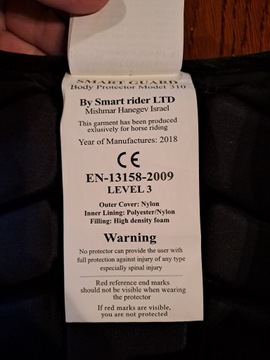 SMART GUARD
Body Protector Model 310
By Smart rider LTD
Mishmar Hanegev Israel
This garment has been produced
exlusively for horse riding
Year of Manufactures: 2018
CE
EN-13158-2009
LEVEL 3
Outer Cover: Nylon
Inner Lining: Polyester/Nylon
Filling: High density foam
Warning
No protector can provide the user with
full protection against injury of any type
especially spinal injury
Red reference end marks
should not be visible when wearing
the protector
If red marks are visible,
you are not protected